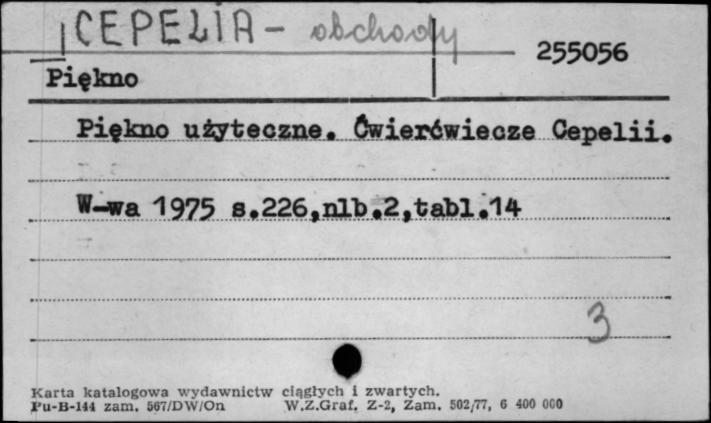 CEPELIA - obchody
255056
Piękno
Piękno użyteczne. Ćwierćwiecze Cepelii.
W-wa 1975 s.226,nlb.2,tabl.14
3
Karta katalogowa wydawnictw ciągłych i zwartych.
Pu-B-144 zam. 567/DW/On W.Z.Graf. Z-2, Zam. 502/77, 6 400 000